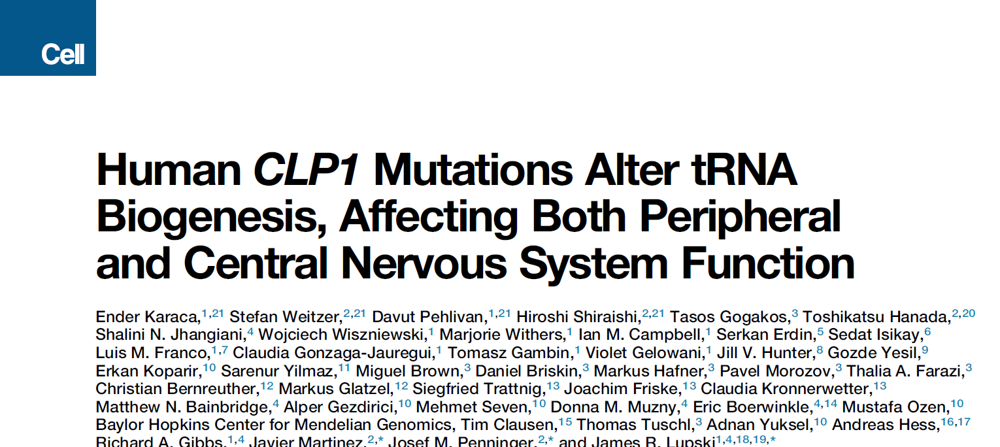 Cell
Human CLP1 Mutations Alter tRNA
Biogenesis, Affecting Both Peripheral
and Central Nervous System Function
Ender Karaca,1,21 Stefan Weitzer,2,21 Davut Pehlivan,1,21 Hiroshi Shiraishi,2,21 Tasos Gogakos,3 Toshikatsu Hanada,2,20
Shalini N. Jhangiani,4 Wojciech Wiszniewski,1 Marjorie Withers,1 Ian M. Campbell,1 Serkan Erdin,5 Sedat Isikay,6
Luis M. Franco,1,7 Claudia Gonzaga-Jauregui,1 Tomasz Gambin,1 Violet Gelowani,1 Jill V. Hunter,8 Gozde Yesil,9
Erkan Koparir,10 Sarenur Yilmaz,11 Miguel Brown,3 Daniel Briskin,3 Markus Hafner,3 Pavel Morozov,3 Thalia A. Farazi,3
Christian Bernreuther,12 Markus Glatzel,12 Siegfried Trattnig,13 Joachim Friske,13 Claudia Kronnerwetter,13
Matthew N. Bainbridge,4 Alper Gezdirici,10 Mehmet Seven,10 Donna M. Muzny,4 Eric Boerwinkle,4,14 Mustafa Ozen,10
Baylor Hopkins Center for Mendelian Genomics, Tim Clausen,15 Thomas Tuschl,3 Adnan Yuksel,10 Andreas Hess,16,17
Richard A. Gibbs,1,4 Javier Martinez,2,* Josef M. Penninger,2,* and James R. Lupski1,4,18,19,*